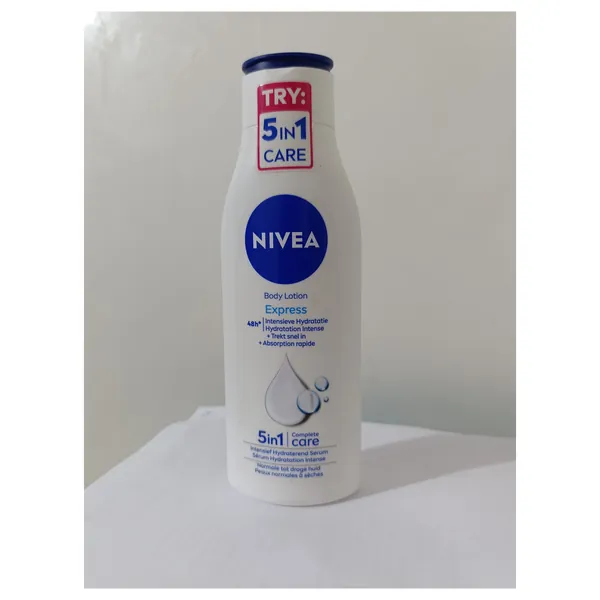 TRY:
5IN1
CARE
NIVEA
Body Lotion
Express
48h* Intensieve Hydratatie
Hydratation Intense
+ Trekt snel in
+ Absorption rapide
5in1 Complete
care
Intensief Hydraterend Serum
Sérum Hydratation Intense
Normale tot droge huid
Peaux normales à sèches